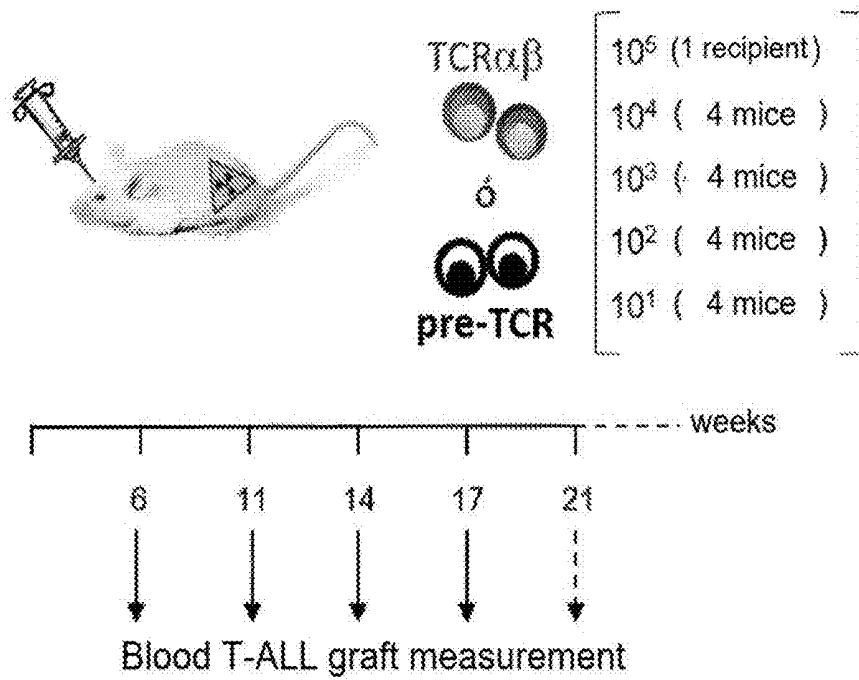 TCRαβ
ó
pre-TCR
10⁵ (1 recipient)
10⁴ ( 4 mice )
10³ ( 4 mice )
10² ( 4 mice )
10¹ ( 4 mice )
weeks
6 11 14 17 21
Blood T-ALL graft measurement